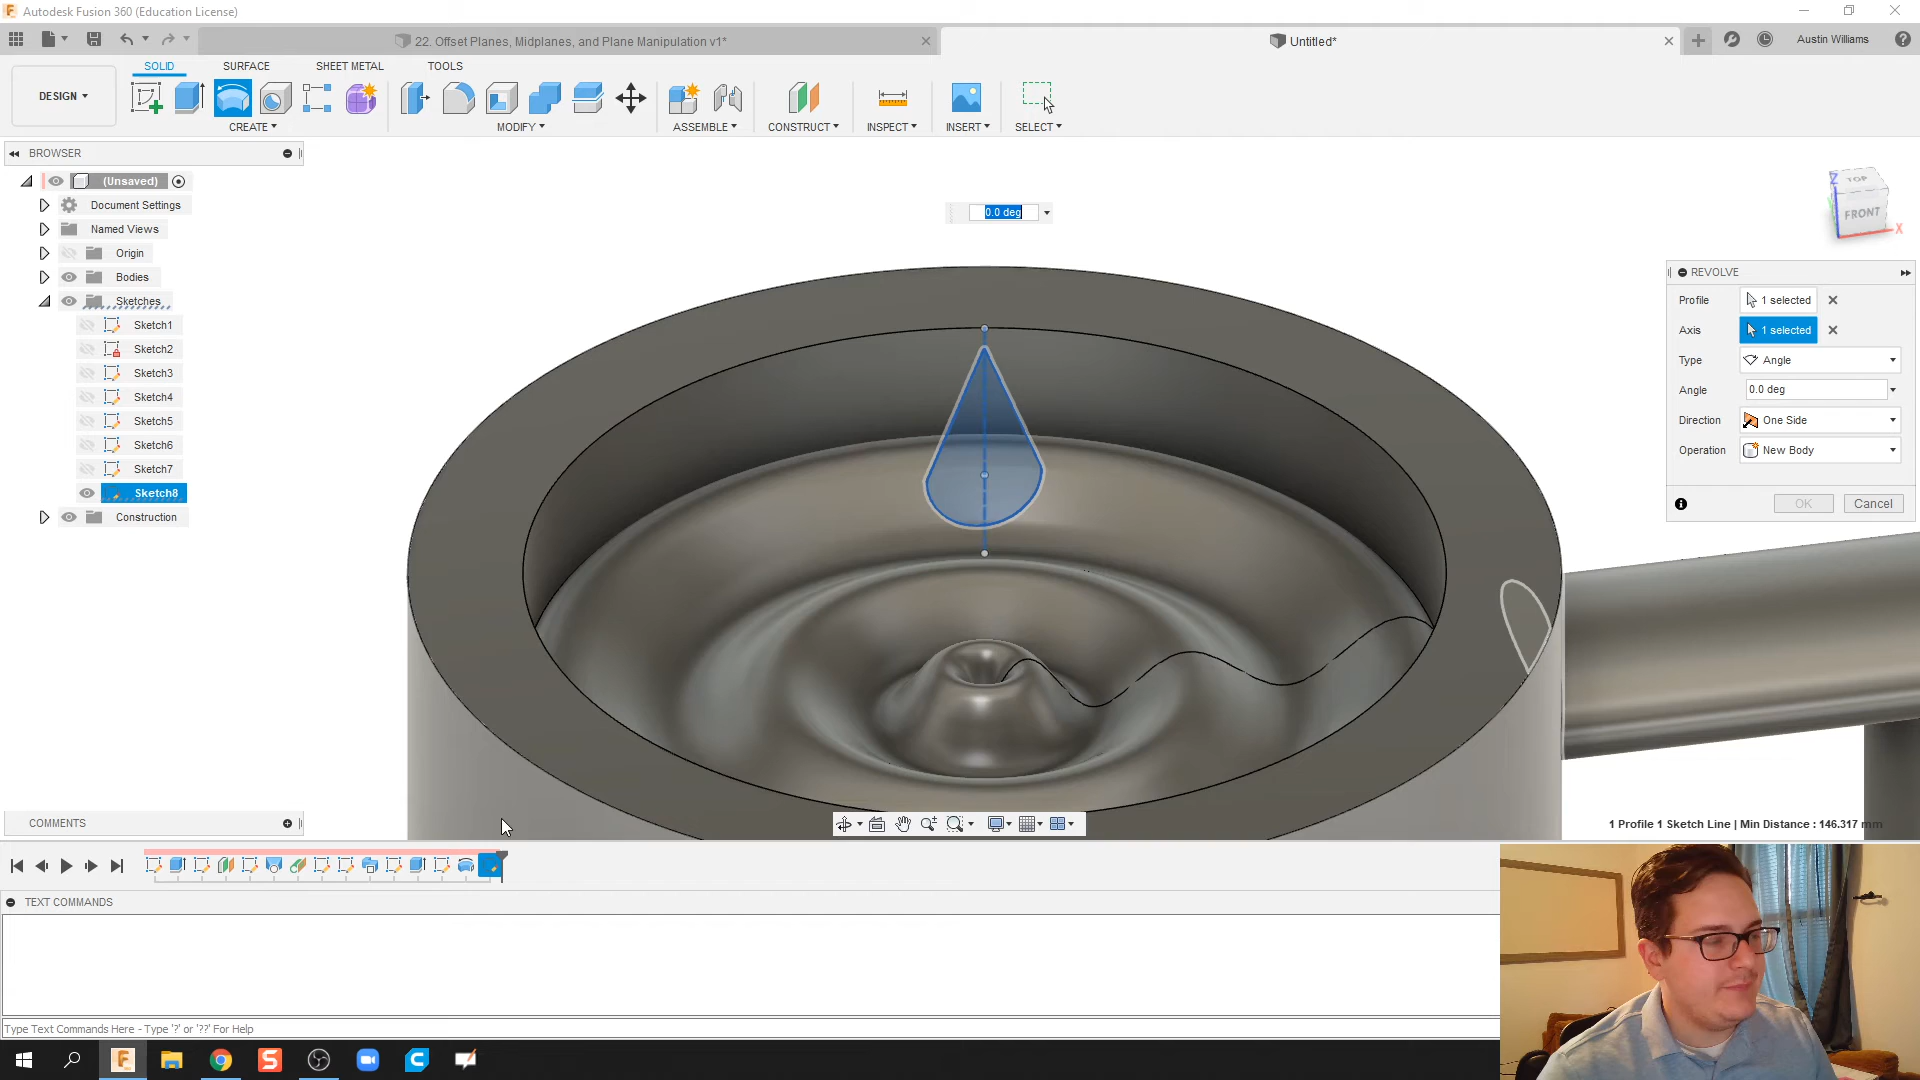 Autodesk Fusion 360 (Education License)
22. Offset Planes, Midplanes, and Plane Manipulation v1*
Untitled*
Austin Williams
DESIGN
SOLID
SURFACE
SHEET METAL
TOOLS
CREATE
MODIFY
ASSEMBLE
CONSTRUCT
INSPECT
INSERT
SELECT
BROWSER
(Unsaved)
Document Settings
Named Views
Origin
Bodies
Sketches
Sketch1
Sketch2
Sketch3
Sketch4
Sketch5
Sketch6
Sketch7
Sketch8
Construction
0.0 deg
Z
TOP
FRONT
X
REVOLVE
Profile
1 selected
Axis
1 selected
Type
Angle
Angle
0.0 deg
Direction
One Side
Operation
New Body
OK
Cancel
COMMENTS
1 Profile 1 Sketch Line | Min Distance : 146.317 mm
TEXT COMMANDS
Type Text Commands Here - Type '?' or '??' For Help